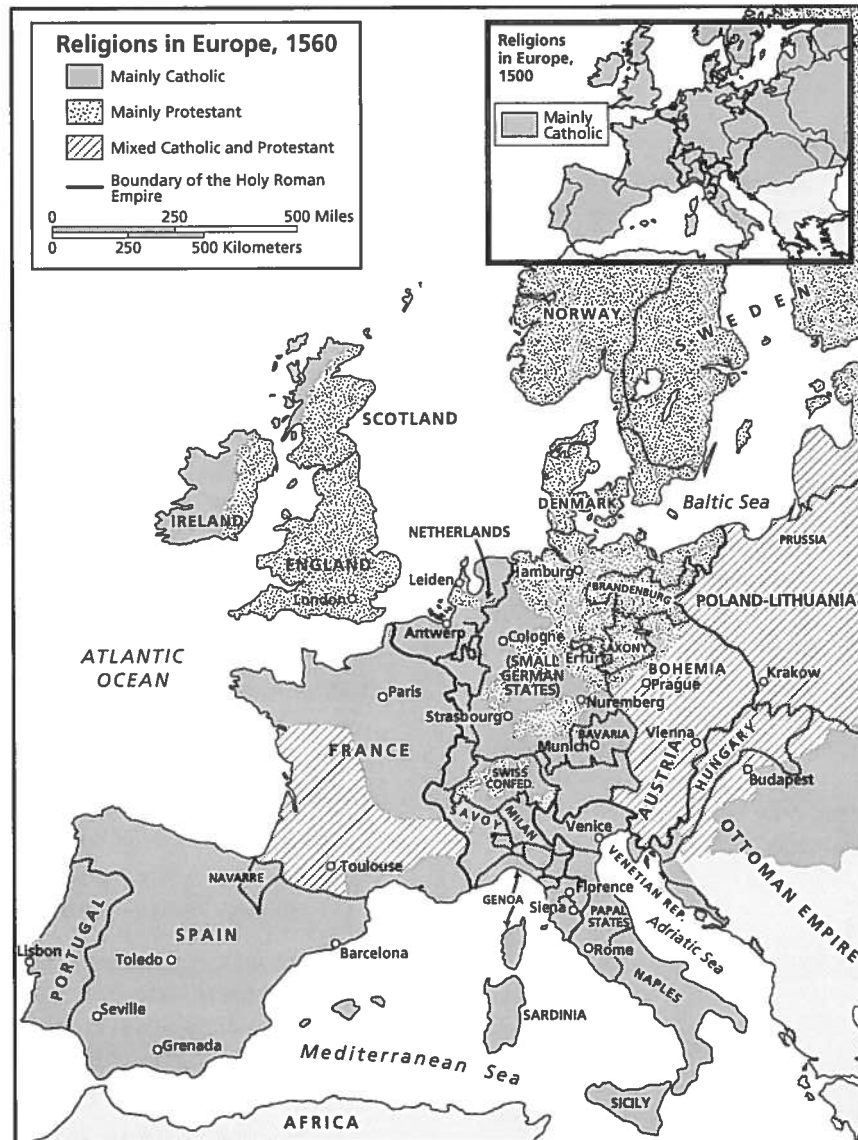 Religions in Europe, 1560
Mainly Catholic
Mainly Protestant
Mixed Catholic and Protestant
Boundary of the Holy Roman
Empire
0 250 500 Miles
0 250 500 Kilometers
Religions
in Europe,
1500
Mainly
Catholic
NORWAY
SWEDEN
SCOTLAND
IRELAND
DENMARK
Baltic Sea
NETHERLANDS
PRUSSIA
ENGLAND
Leiden
Hamburg
BRANDENBURG
London
POLAND-LITHUANIA
Antwerp
Cologne
(SMALL
GERMAN
STATES)
Erfurt
SAXONY
ATLANTIC
OCEAN
BOHEMIA
Prague
Krakow
Paris
Nuremberg
Strasbourg
BAVARIA
Munich
Vienna
FRANCE
AUSTRIA
HUNGARY
Budapest
SWISS
CONFED.
SAVOY
MILAN
Venice
VENETIAN REP.
OTTOMAN EMPIRE
Toulouse
NAVARRE
GENOA
Florence
Siena
PAPAL
STATES
Adriatic Sea
PORTUGAL
Lisbon
SPAIN
Toledo
Barcelona
Rome
NAPLES
Seville
SARDINIA
Grenada
Mediterranean Sea
SICILY
AFRICA